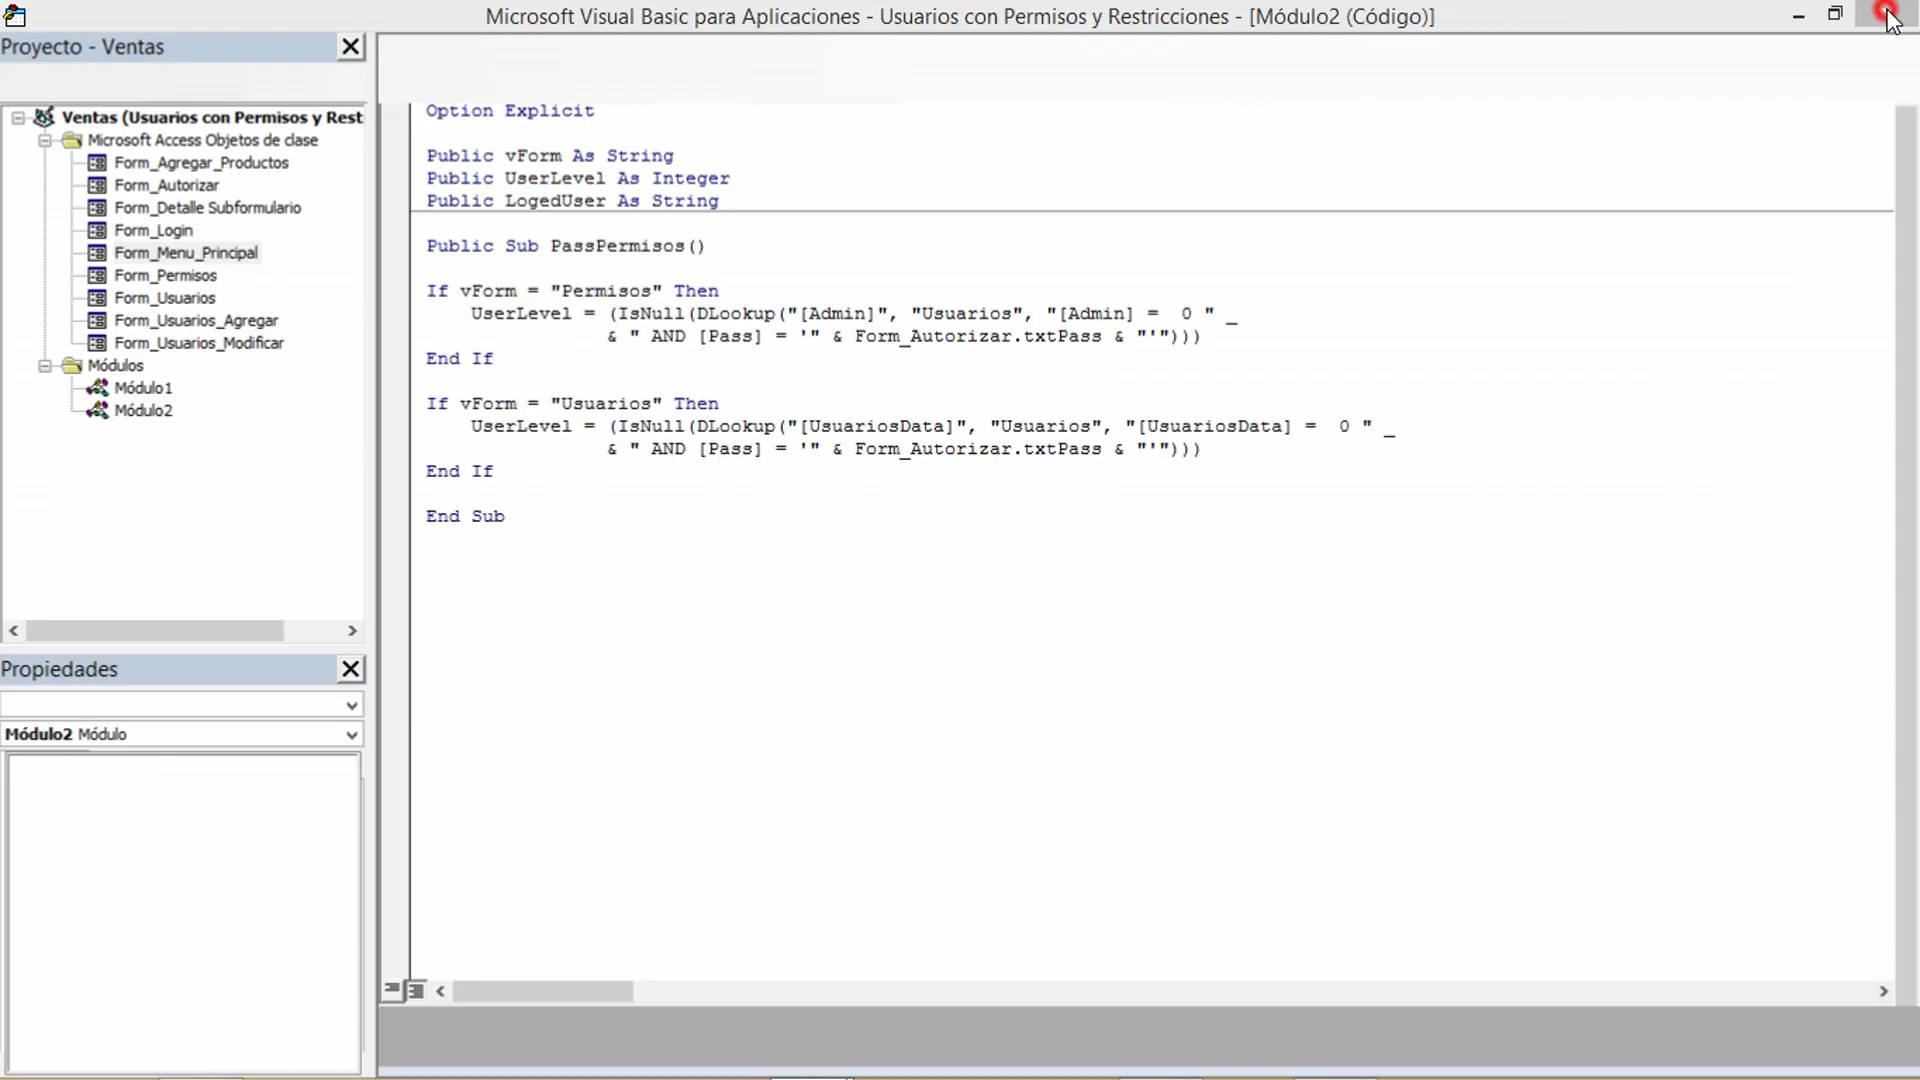 Microsoft Visual Basic para Aplicaciones - Usuarios con Permisos y Restricciones - [Módulo2 (Código)]
Proyecto - Ventas
Ventas (Usuarios con Permisos y Rest
Microsoft Access Objetos de clase
Form_Agregar_Productos
Form_Autorizar
Form_Detalle Subformulario
Form_Login
Form_Menu_Principal
Form_Permisos
Form_Usuarios
Form_Usuarios_Agregar
Form_Usuarios_Modificar
Módulos
Módulo1
Módulo2
Propiedades
Módulo2 Módulo
Option Explicit
Public vForm As String
Public UserLevel As Integer
Public LogedUser As String
Public Sub PassPermisos()
If vForm = "Permisos" Then
UserLevel = (IsNull(DLookup("[Admin]", "Usuarios", "[Admin] =  0 " _
& " AND [Pass] = '" & Form_Autorizar.txtPass & "'")))
End If
If vForm = "Usuarios" Then
UserLevel = (IsNull(DLookup("[UsuariosData]", "Usuarios", "[UsuariosData] =  0 " _
& " AND [Pass] = '" & Form_Autorizar.txtPass & "'")))
End If
End Sub